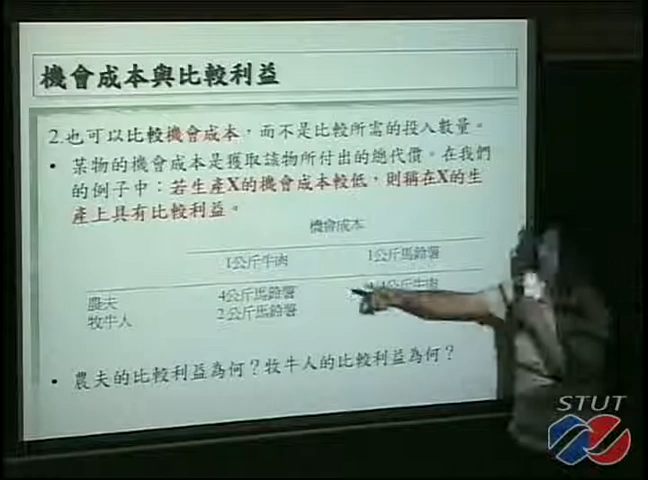 機會成本與比較利益
2.也可以比較機會成本，而不是比較所需的投入數量。
• 某物的機會成本是獲取該物所付出的總代價。在我們
的例子中：若生產X的機會成本較低，則稱在X的生
產上具有比較利益。
機會成本
1公斤牛肉 1公斤馬鈴薯
農夫 4公斤馬鈴薯 1/4公斤牛肉
牧牛人 2公斤馬鈴薯
• 農夫的比較利益為何？牧牛人的比較利益為何？
STUT